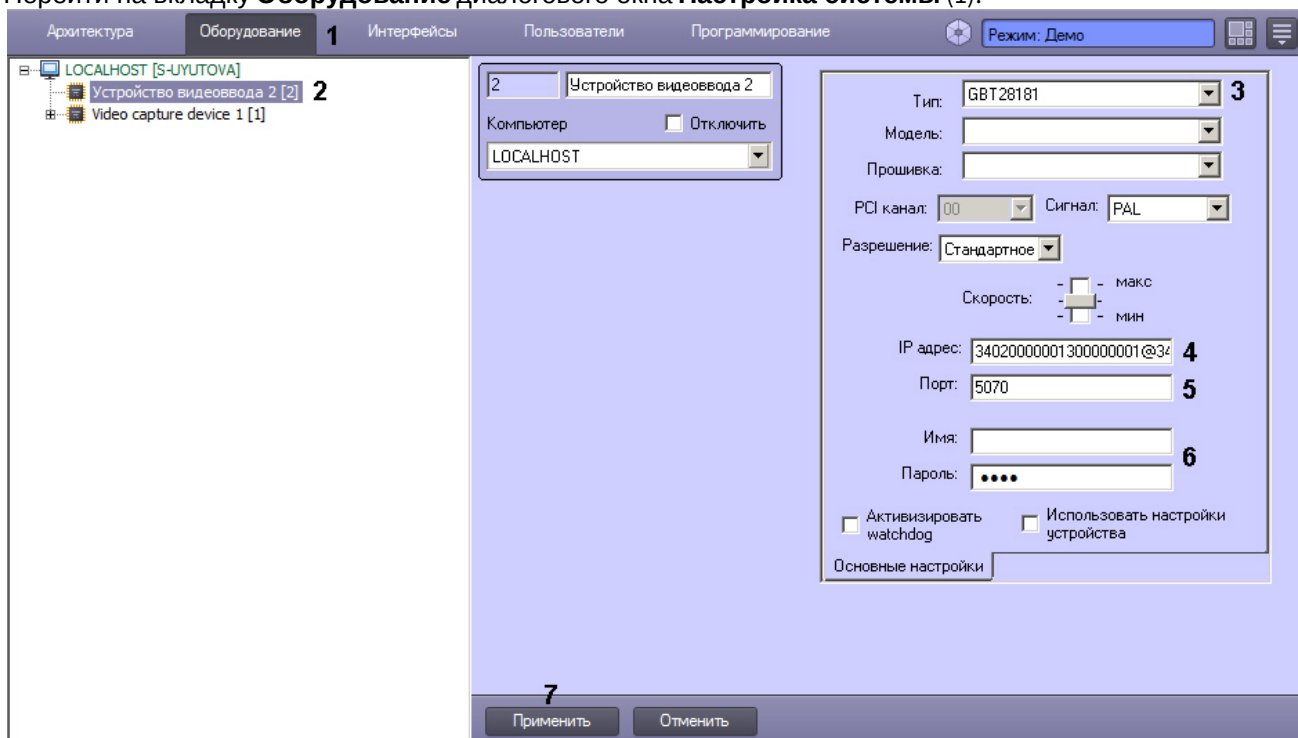 Перейти на вкладку Оборудование диалогового окна Настройка системы (1).
Архитектура Оборудование 1 Интерфейсы Пользователи Программирование Режим: Демо
LOCALHOST [S-UYUTOVA]
Устройство видеоввода 2 [2] 2
Video capture device 1 [1]
2 Устройство видеоввода 2
Компьютер Отключить
LOCALHOST
Тип: GBT28181 3
Модель:
Прошивка:
PCI канал: 00 Сигнал: PAL
Разрешение: Стандартное
макс
Скорость:
мин
IP адрес: 34020000001300000001@34 4
Порт: 5070 5
Имя:
6
Пароль: ●●●●
Активизировать watchdog
Использовать настройки устройства
Основные настройки
7
Применить Отменить